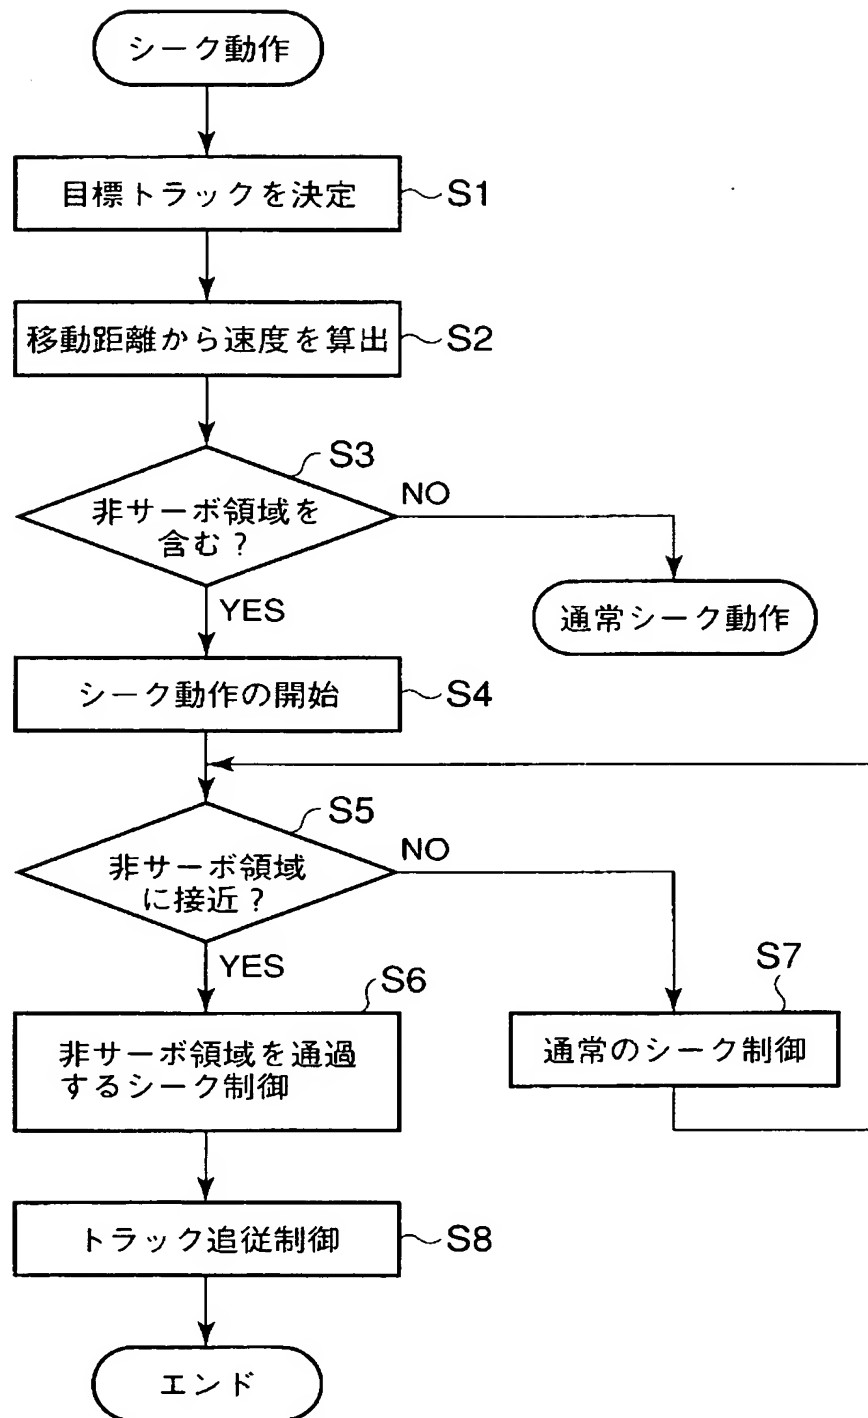 シーク動作
目標トラックを決定
S1
移動距離から速度を算出
S2
S3
非サーボ領域を
含む？
NO
YES
通常シーク動作
シーク動作の開始
S4
S5
非サーボ領域
に接近？
NO
YES
S6
S7
非サーボ領域を通過
するシーク制御
通常のシーク制御
トラック追従制御
S8
エンド